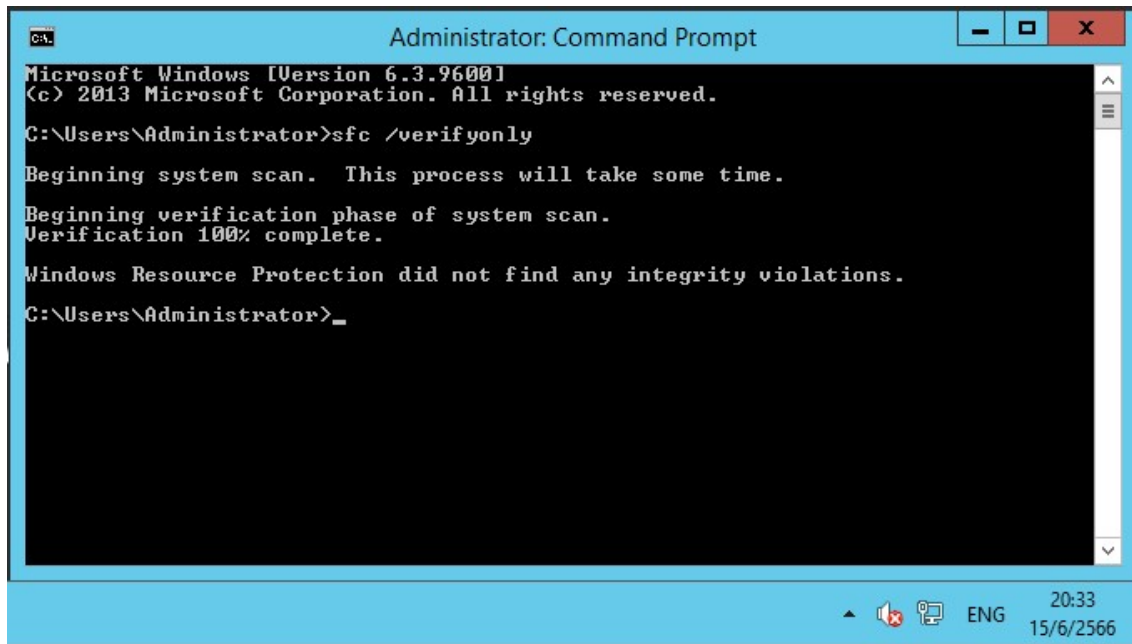 Administrator: Command Prompt
Microsoft Windows [Version 6.3.9600]
(c) 2013 Microsoft Corporation. All rights reserved.
C:\Users\Administrator>sfc /verifyonly
Beginning system scan.  This process will take some time.
Beginning verification phase of system scan.
Verification 100% complete.
Windows Resource Protection did not find any integrity violations.
C:\Users\Administrator>_
ENG
20:33
15/6/2566